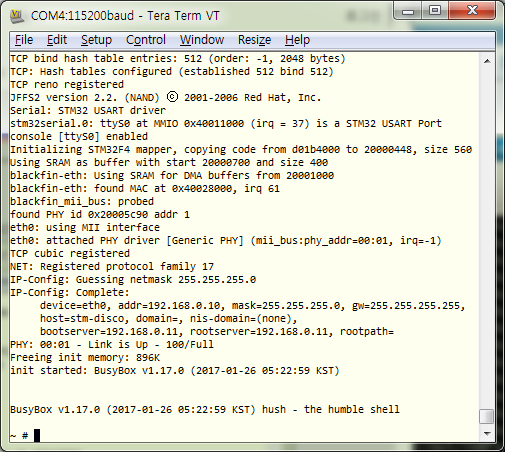 COM4:115200baud - Tera Term VT
File Edit Setup Control Window Resize Help
TCP bind hash table entries: 512 (order: -1, 2048 bytes)
TCP: Hash tables configured (established 512 bind 512)
TCP reno registered
JFFS2 version 2.2. (NAND) © 2001-2006 Red Hat, Inc.
Serial: STM32 USART driver
stm32serial.0: ttyS0 at MMIO 0x40011000 (irq = 37) is a STM32 USART Port
console [ttyS0] enabled
Initializing STM32F4 mapper, copying code from d01b4000 to 20000448, size 560
Using SRAM as buffer with start 20000700 and size 400
blackfin-eth: Using SRAM for DMA buffers from 20001000
blackfin-eth: found MAC at 0x40028000, irq 61
blackfin_mii_bus: probed
found PHY id 0x20005c90 addr 1
eth0: using MII interface
eth0: attached PHY driver [Generic PHY] (mii_bus:phy_addr=00:01, irq=-1)
TCP cubic registered
NET: Registered protocol family 17
IP-Config: Guessing netmask 255.255.255.0
IP-Config: Complete:
device=eth0, addr=192.168.0.10, mask=255.255.255.0, gw=255.255.255.255,
host=stm-disco, domain=, nis-domain=(none),
bootserver=192.168.0.11, rootserver=192.168.0.11, rootpath=
PHY: 00:01 - Link is Up - 100/Full
Freeing init memory: 896K
init started: BusyBox v1.17.0 (2017-01-26 05:22:59 KST)
BusyBox v1.17.0 (2017-01-26 05:22:59 KST) hush - the humble shell
~ #